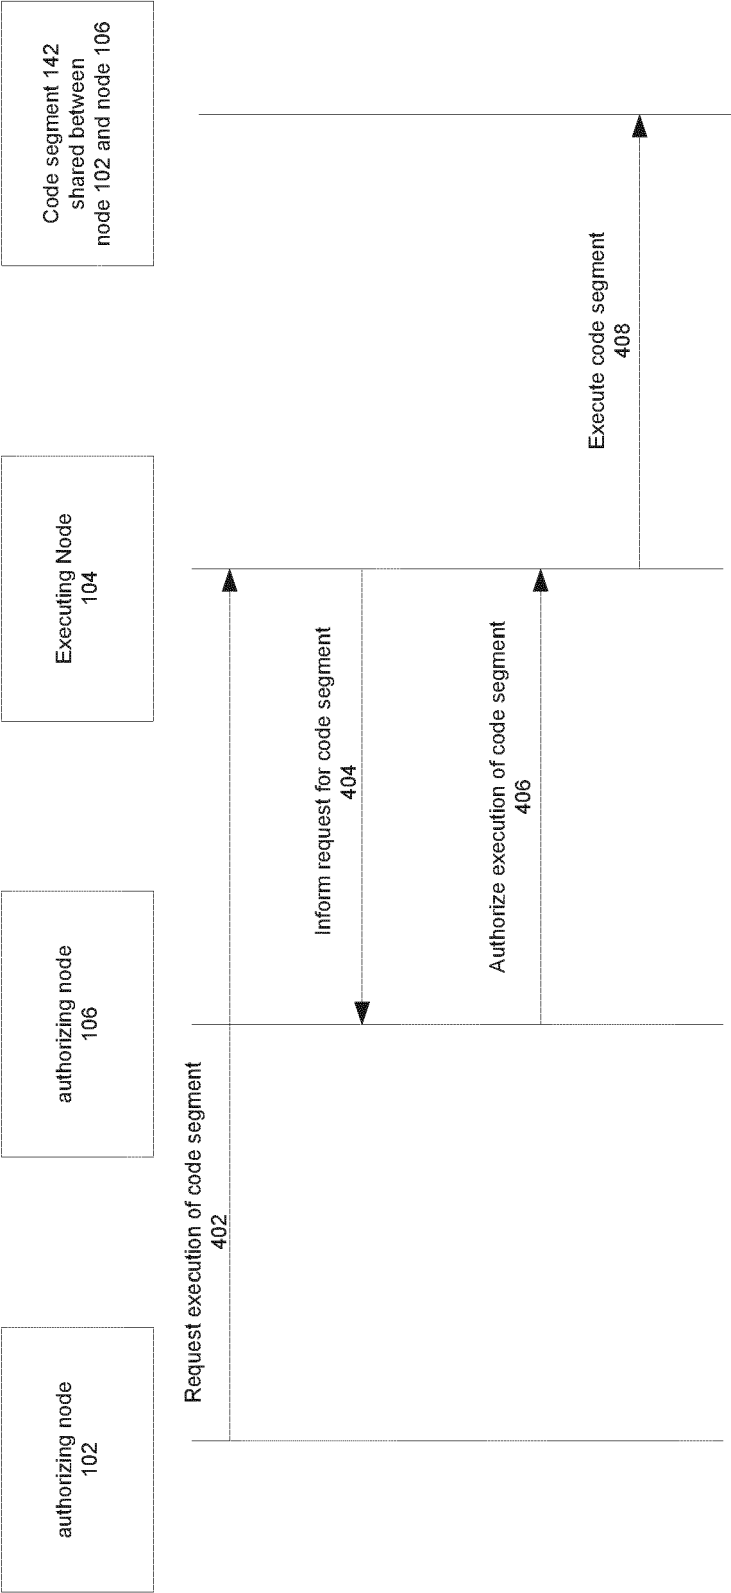 authorizing node
102
authorizing node
106
Executing Node
104
Code segment 142
shared between
node 102 and node 106
Request execution of code segment
402
Inform request for code segment
404
Authorize execution of code segment
406
Execute code segment
408